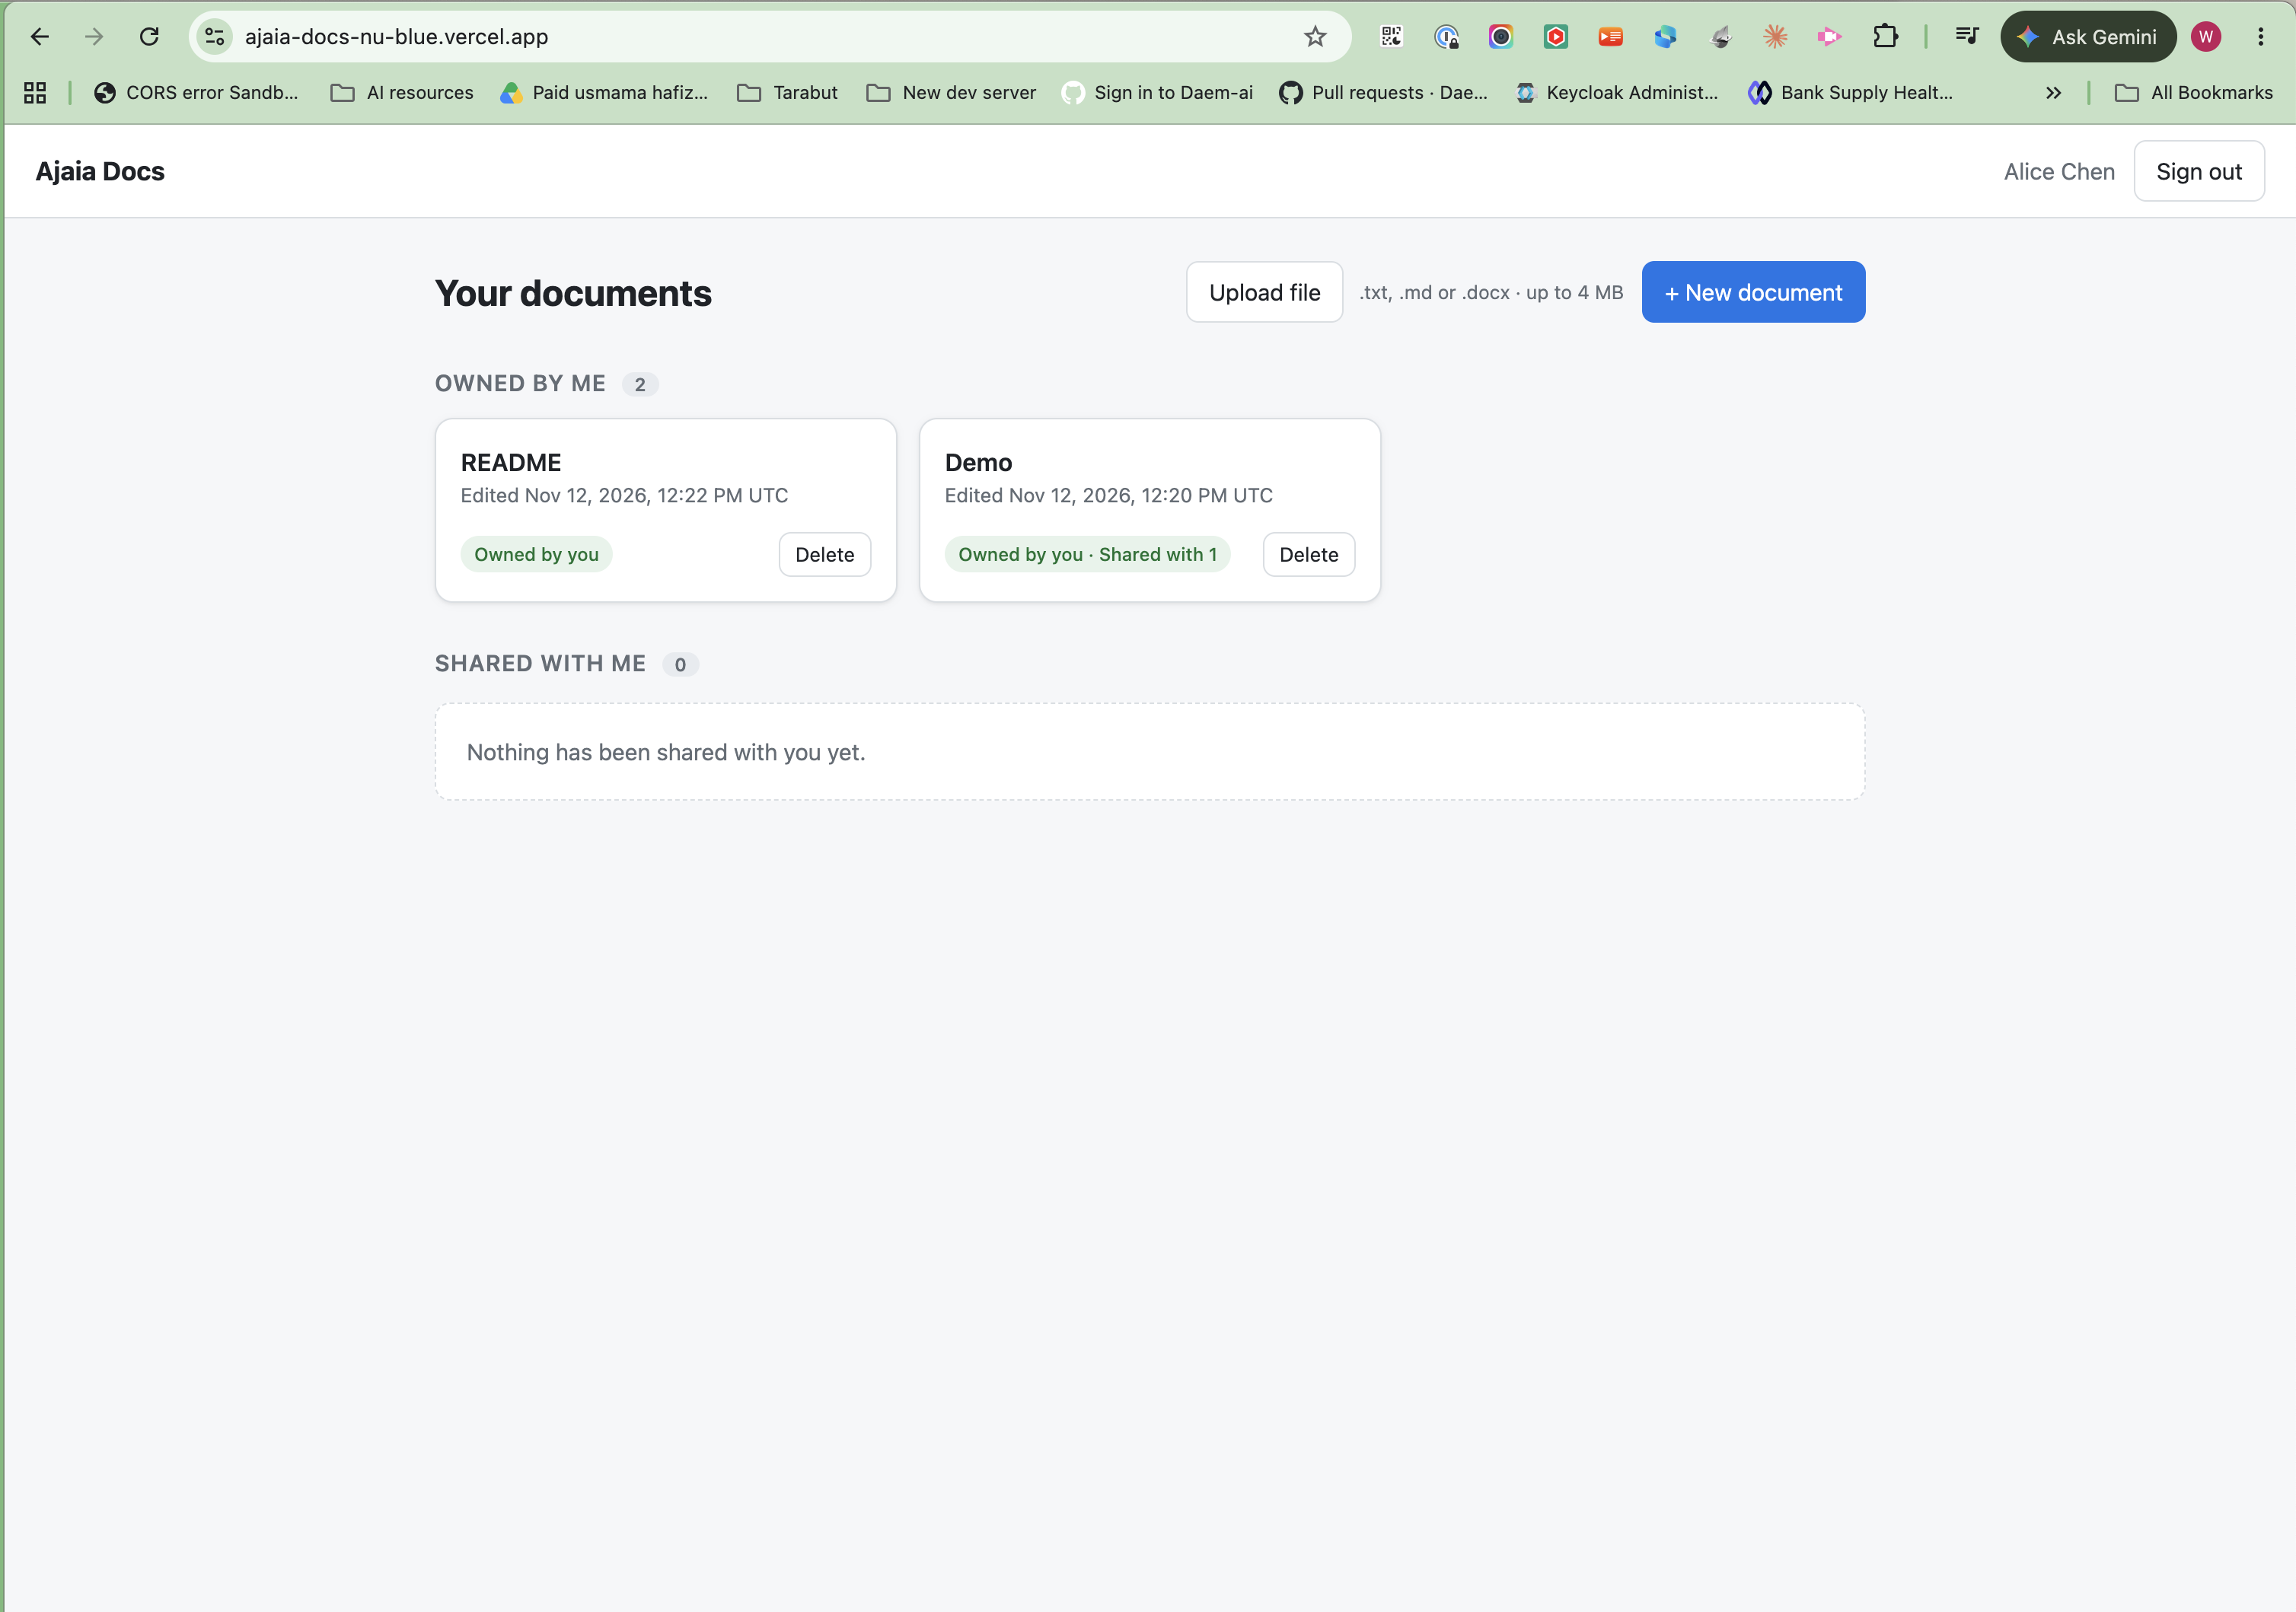 ajaia-docs-nu-blue.vercel.app
Ask Gemini
W
CORS error Sandb...
AI resources
Paid usmama hafiz...
Tarabut
New dev server
Sign in to Daem-ai
Pull requests · Dae...
Keycloak Administ...
Bank Supply Healt...
All Bookmarks
Ajaia Docs
Alice Chen
Sign out
Your documents
Upload file
.txt, .md or .docx · up to 4 MB
+ New document
OWNED BY ME 2
README
Edited Nov 12, 2026, 12:22 PM UTC
Owned by you
Delete
Demo
Edited Nov 12, 2026, 12:20 PM UTC
Owned by you · Shared with 1
Delete
SHARED WITH ME 0
Nothing has been shared with you yet.